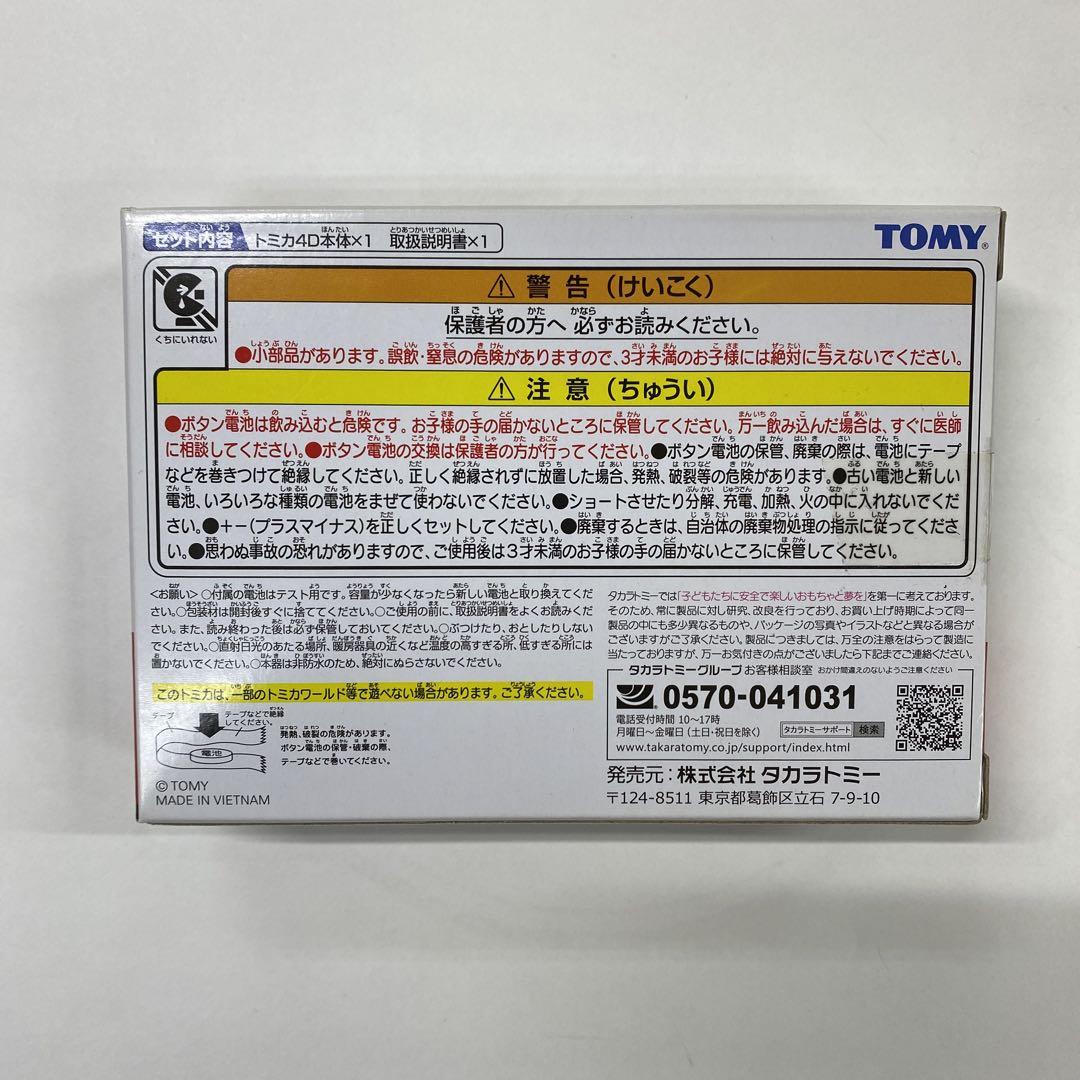 セット内容 トミカ4D本体×1 取扱説明書×1
TOMY®
くちにいれない
⚠ 警告（けいこく）
保護者の方へ 必ずお読みください。
●小部品があります。誤飲・窒息の危険がありますので、3才未満のお子様には絶対に与えないでください。
⚠ 注意（ちゅうい）
●ボタン電池は飲み込むと危険です。お子様の手の届かないところに保管してください。万一飲み込んだ場合は、すぐに医師
に相談してください。●ボタン電池の交換は保護者の方が行ってください。●ボタン電池の保管、廃棄の際は、電池にテープ
などを巻きつけて絶縁してください。正しく絶縁されずに放置した場合、発熱、破裂等の危険があります。●古い電池と新しい
電池、いろいろな種類の電池をまぜて使わないでください。●ショートさせたり分解、充電、加熱、火の中に入れないでくだ
さい。●＋－(プラスマイナス)を正しくセットしてください。●廃棄するときは、自治体の廃棄物処理の指示に従ってくださ
い。●思わぬ事故の恐れがありますので、ご使用後は3才未満のお子様の手の届かないところに保管してください。
<お願い>○付属の電池はテスト用です。容量が少なくなったら新しい電池と取り換えてくだ
さい。○包装材は開封後すぐに捨ててください。○ご使用の前に、取扱説明書をよくお読みくだ
さい。また、読み終わった後は必ず保管しておいてください。○ぶつけたり、おとしたりしない
でください。○直射日光のあたる場所、暖房器具の近くなど温度の高すぎる所、低すぎる所には
置かないでください。○本器は非防水のため、絶対にぬらさないでください。
このトミカは、一部のトミカワールド等で遊べない場合があります。ご了承ください。
テープ
テープなどで絶縁
してください。
電池
発熱、破裂の危険があります。
ボタン電池の保管・破棄の際、
テープなどで巻いてください。
© TOMY
MADE IN VIETNAM
タカラトミーでは「子どもたちに安全で楽しいおもちゃと夢を」を第一に考えております。
そのため、常に製品に対し研究、改良を行っており、お買い上げ時期によって同一
製品の中にも多少異なるものや、パッケージの写真やイラストなどと異なる場合が
ございますがご了承ください。製品につきましては、万全の注意をはらって製造に
当たっておりますが、万一お気付きの点がございましたら下記までご連絡ください。
タカラトミーグループ お客様相談室 おかけ間違えのないようご注意ください
0570-041031
電話受付時間 10〜17時
月曜日〜金曜日（土・日・祝日を除く）
タカラトミーサポート 検索
www.takaratomy.co.jp/support/index.html
発売元：株式会社 タカラトミー
〒124-8511 東京都葛飾区立石 7-9-10